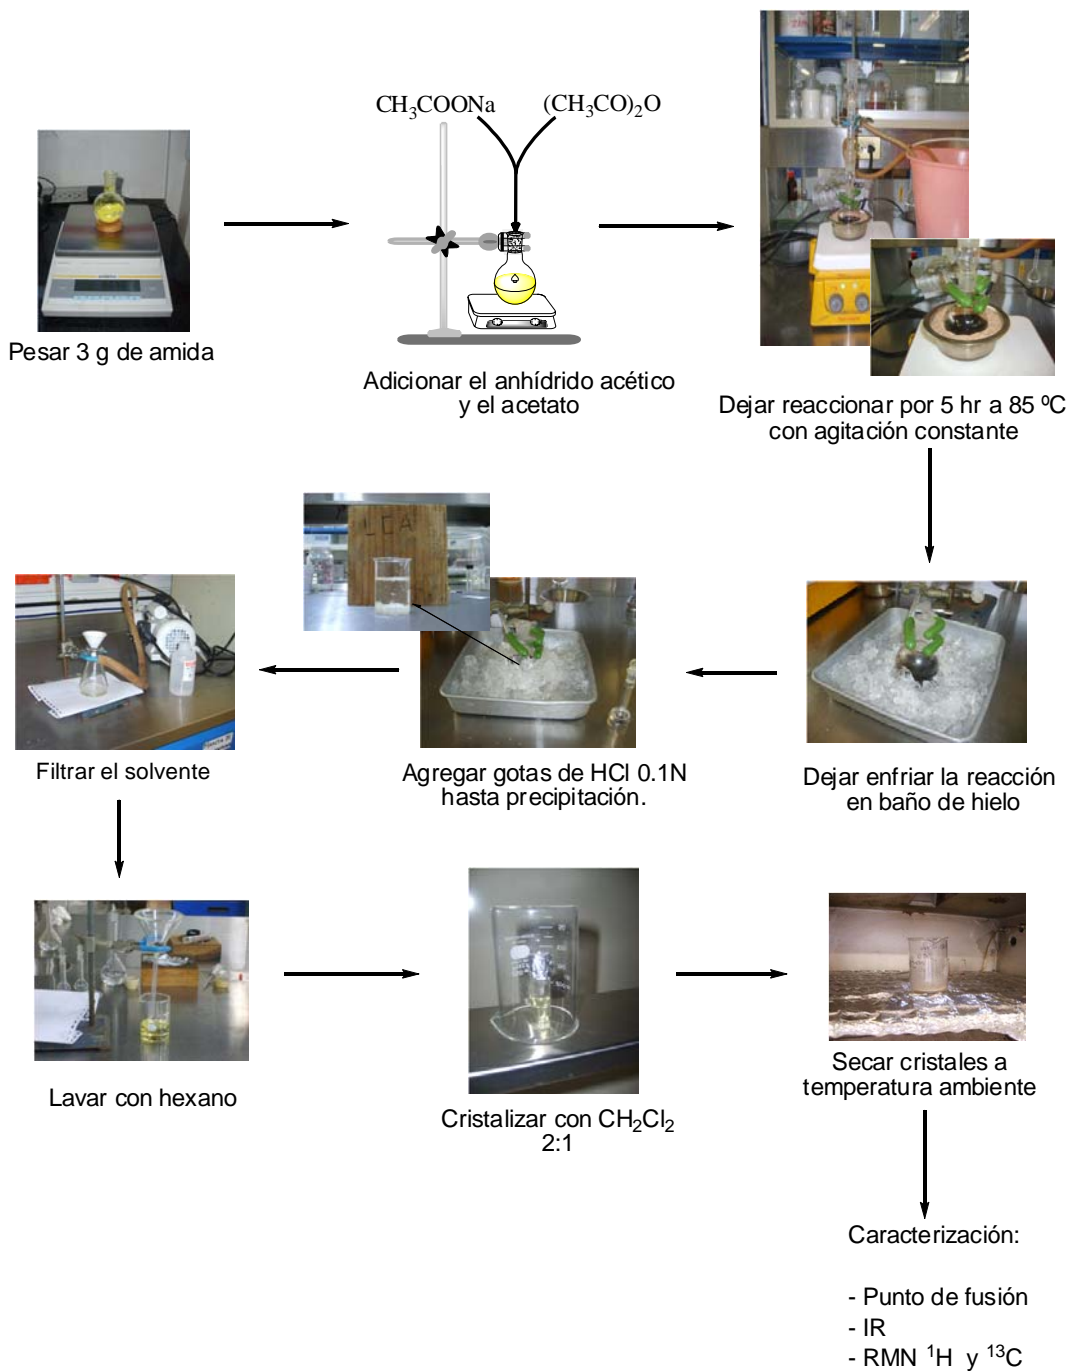 CH3COONa
(CH3CO)2O
Pesar 3 g de amida
Adicionar el anhídrido acético
y el acetato
Dejar reaccionar por 5 hr a 85 ºC
con agitación constante
LCA
Dejar enfriar la reacción
en baño de hielo
Agregar gotas de HCl 0.1N
hasta precipitación.
Filtrar el solvente
Lavar con hexano
Cristalizar con CH2Cl2
2:1
Secar cristales a
temperatura ambiente
Caracterización:
- Punto de fusión
- IR
- RMN 1H y 13C